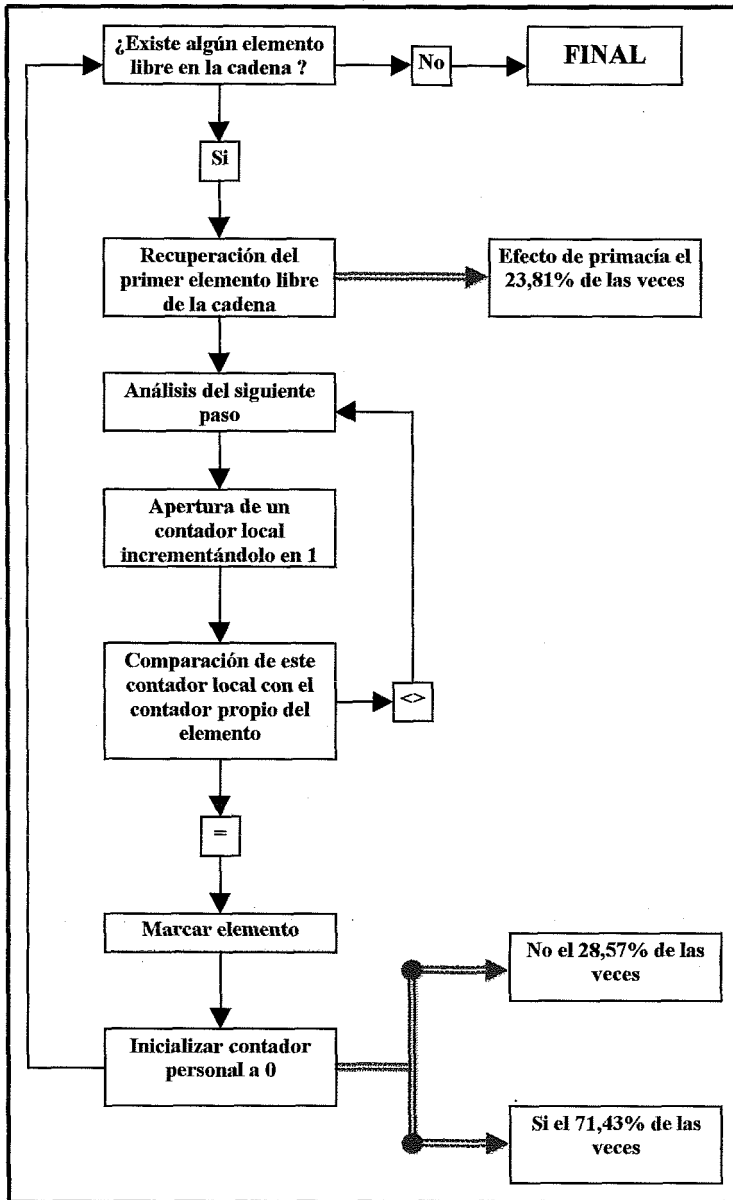 ¿Existe algún elemento
libre en la cadena ?
No
FINAL
Si
Recuperación del
primer elemento libre
de la cadena
Efecto de primacía el
23,81% de las veces
Análisis del siguiente
paso
Apertura de un
contador local
incrementándolo en 1
Comparación de este
contador local con el
contador propio del
elemento
<>
=
Marcar elemento
No el 28,57% de las
veces
Inicializar contador
personal a 0
Si el 71,43% de las
veces